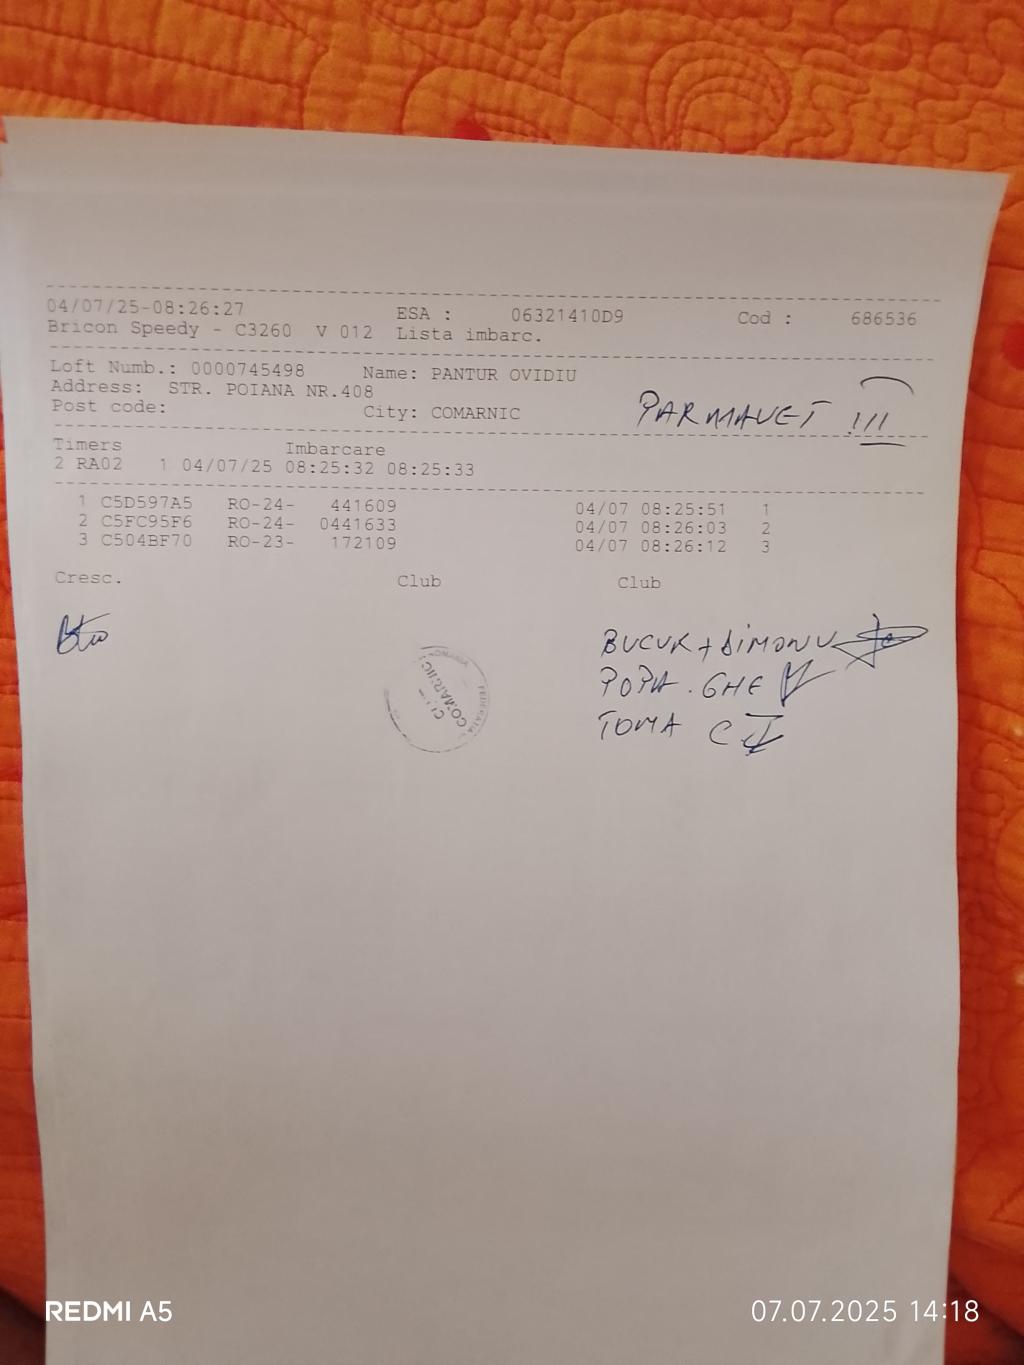 04/07/25-08:26:27 ESA : 06321410D9 Cod : 686536
Bricon Speedy - C3260 V 012 Lista imbarc.
Loft Numb.: 0000745498 Name: PANTUR OVIDIU
Address: STR. POIANA NR.408
Post code: City: COMARNIC
PARMAVET !!!
Timers Imbarcare
2 RA02 1 04/07/25 08:25:32 08:25:33
1 C5D597A5 RO-24- 441609 04/07 08:25:51 1
2 C5FC95F6 RO-24- 0441633 04/07 08:26:03 2
3 C504BF70 RO-23- 172109 04/07 08:26:12 3
Cresc. Club Club
BUCUR + SIMONU
POPA. GHE
TOMA C
COMARNIC
REDMI A5
07.07.2025 14:18